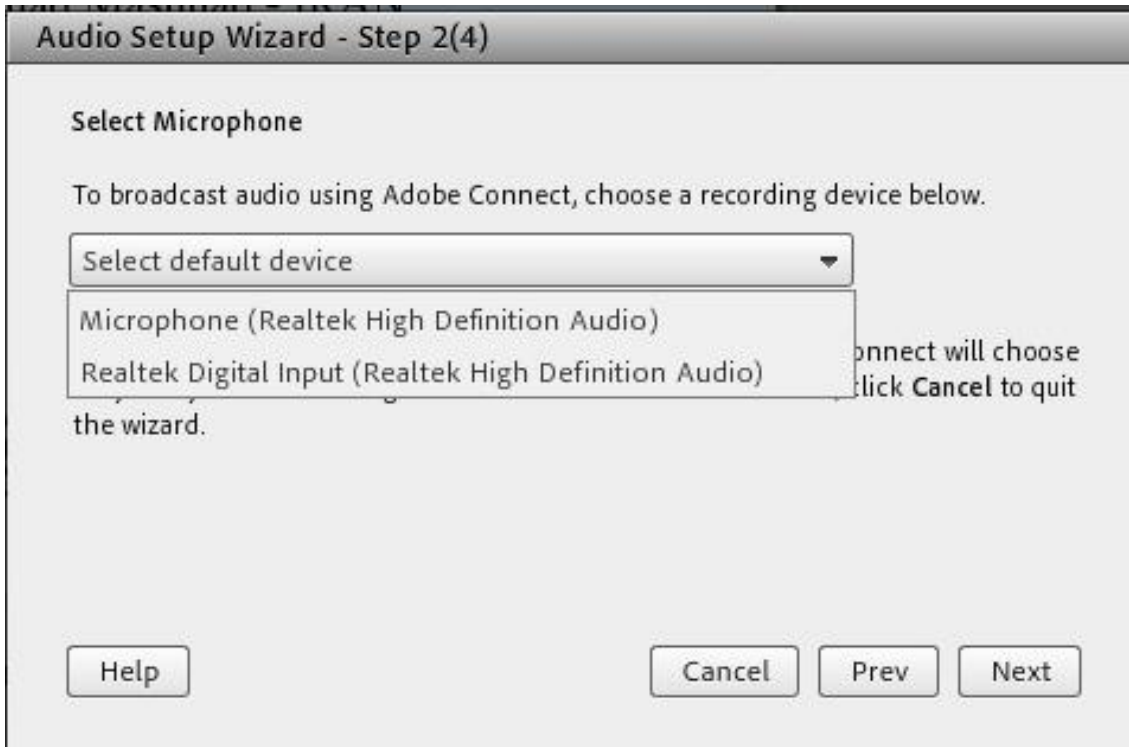 Audio Setup Wizard - Step 2(4)
Select Microphone
To broadcast audio using Adobe Connect, choose a recording device below.
Select default device
Microphone (Realtek High Definition Audio)
Realtek Digital Input (Realtek High Definition Audio)
onnect will choose
click Cancel to quit
the wizard.
Help
Cancel
Prev
Next